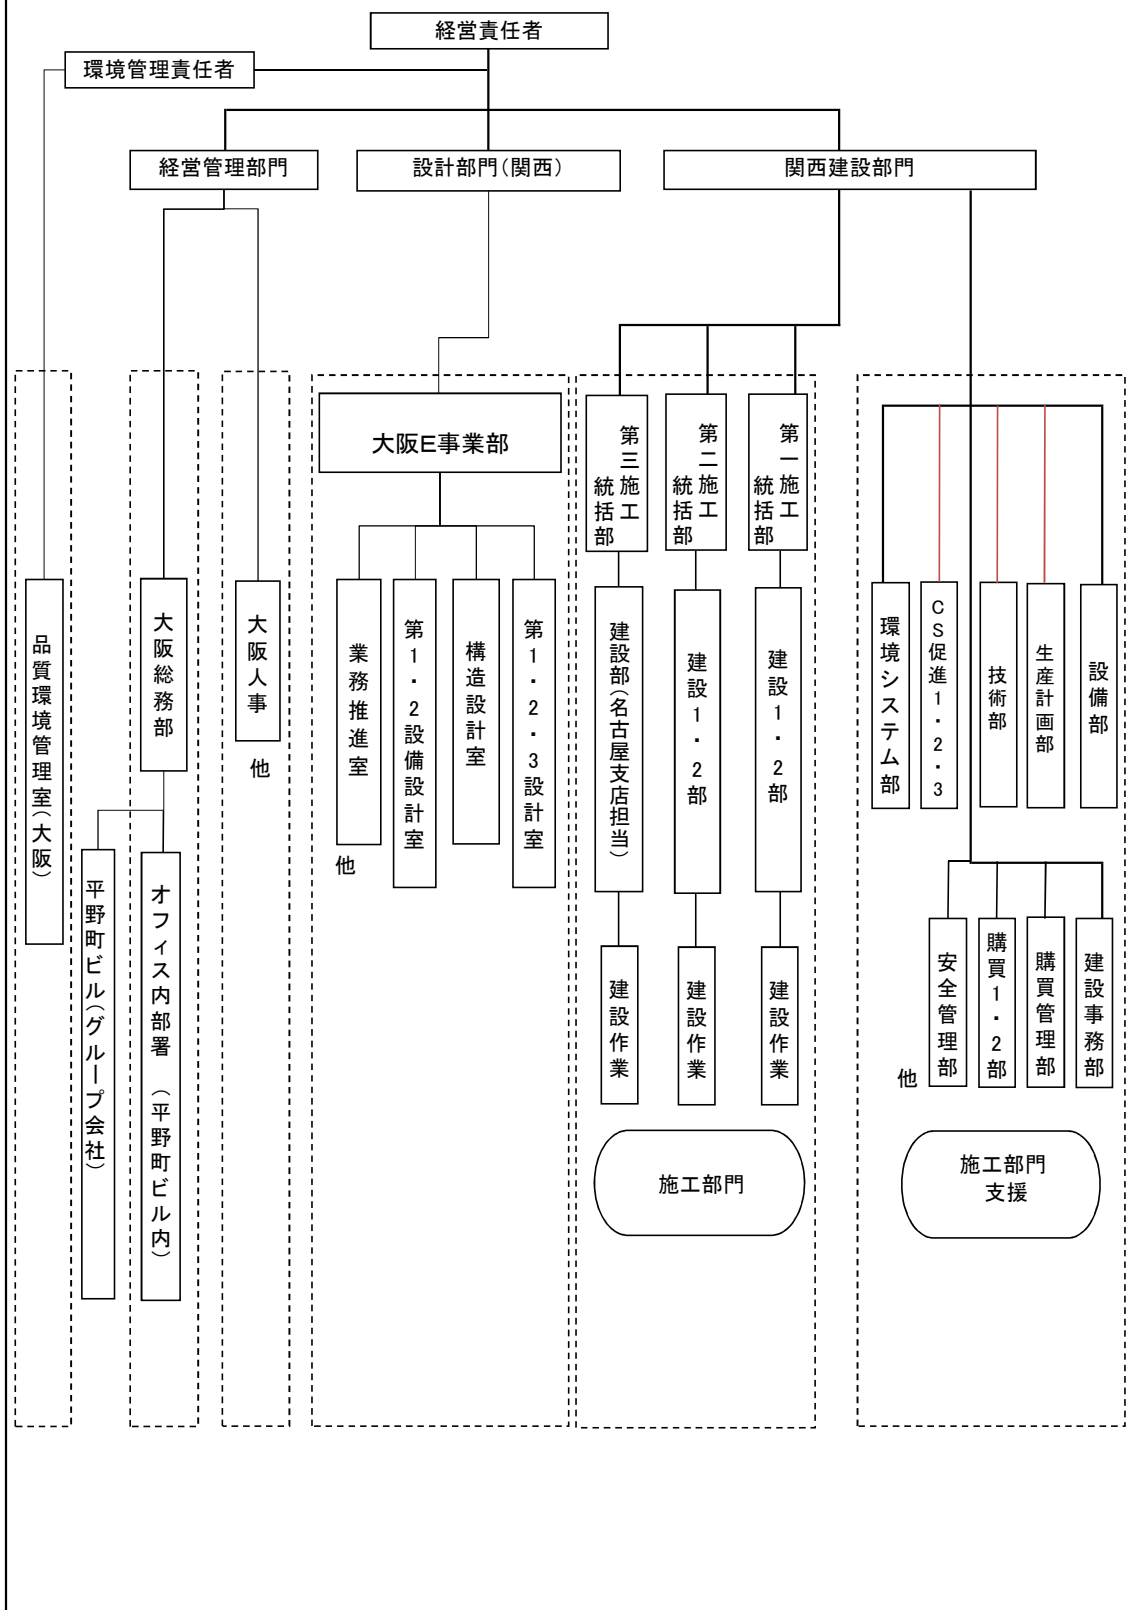 経営責任者
環境管理責任者
経営管理部門
設計部門(関西)
関西建設部門
大阪E事業部
第三施工
統括部
第二施工
統括部
第一施工
統括部
品質環境管理室(大阪)
大阪総務部
大阪人事
他
業務推進室
他
第1・2設備設計室
構造設計室
第1・2・3設計室
建設部(名古屋支店担当)
建設1・2部
建設1・2部
環境システム部
CS促進1・2・3
技術部
生産計画部
設備部
平野町ビル(グループ会社)
オフィス内部署 (平野町ビル内)
建設作業
建設作業
建設作業
他
安全管理部
購買1・2部
購買管理部
建設事務部
施工部門
施工部門
支援